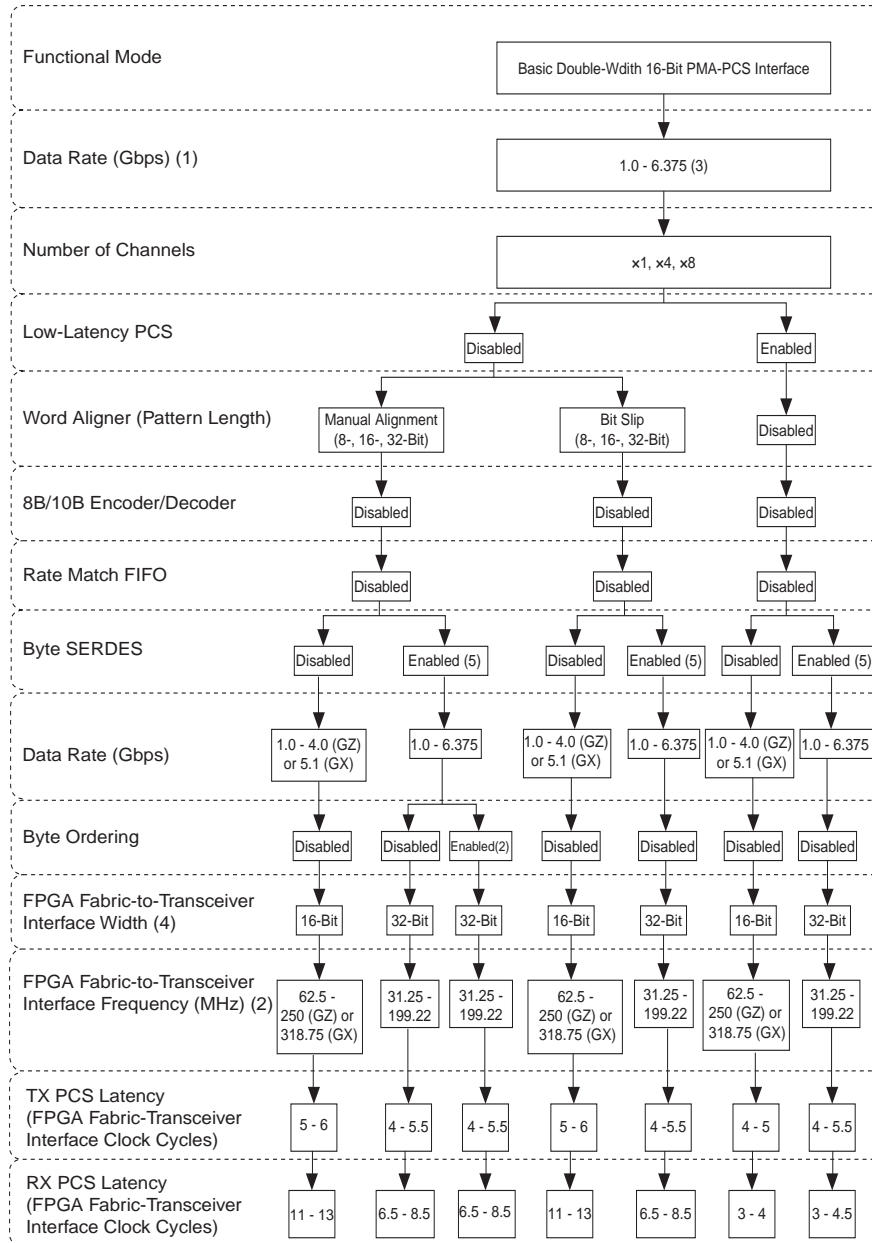 Functional Mode
Basic Double-Wdith 16-Bit PMA-PCS Interface
Data Rate (Gbps) (1)
1.0 - 6.375 (3)
Number of Channels
×1, ×4, ×8
Low-Latency PCS
Disabled
Enabled
Word Aligner (Pattern Length)
Manual Alignment
(8-, 16-, 32-Bit)
Bit Slip
(8-, 16-, 32-Bit)
Disabled
8B/10B Encoder/Decoder
Disabled
Disabled
Disabled
Rate Match FIFO
Disabled
Disabled
Disabled
Byte SERDES
Disabled
Enabled (5)
Disabled
Enabled (5)
Disabled
Enabled (5)
Data Rate (Gbps)
1.0 - 4.0 (GZ)
or 5.1 (GX)
1.0 - 6.375
1.0 - 4.0 (GZ)
or 5.1 (GX)
1.0 - 6.375
1.0 - 4.0 (GZ)
or 5.1 (GX)
1.0 - 6.375
Byte Ordering
Disabled
Disabled
Enabled(2)
Disabled
Disabled
Disabled
Disabled
FPGA Fabric-to-Transceiver
Interface Width (4)
16-Bit
32-Bit
32-Bit
16-Bit
32-Bit
16-Bit
32-Bit
FPGA Fabric-to-Transceiver
Interface Frequency (MHz) (2)
62.5 -
250 (GZ) or
318.75 (GX)
31.25 -
199.22
31.25 -
199.22
62.5 -
250 (GZ) or
318.75 (GX)
31.25 -
199.22
62.5 -
250 (GZ) or
318.75 (GX)
31.25 -
199.22
TX PCS Latency
(FPGA Fabric-Transceiver
Interface Clock Cycles)
5 - 6
4 - 5.5
4 - 5.5
5 - 6
4 -5.5
4 - 5
4 - 5.5
RX PCS Latency
(FPGA Fabric-Transceiver
Interface Clock Cycles)
11 - 13
6.5 - 8.5
6.5 - 8.5
11 - 13
6.5 - 8.5
3 - 4
3 - 4.5